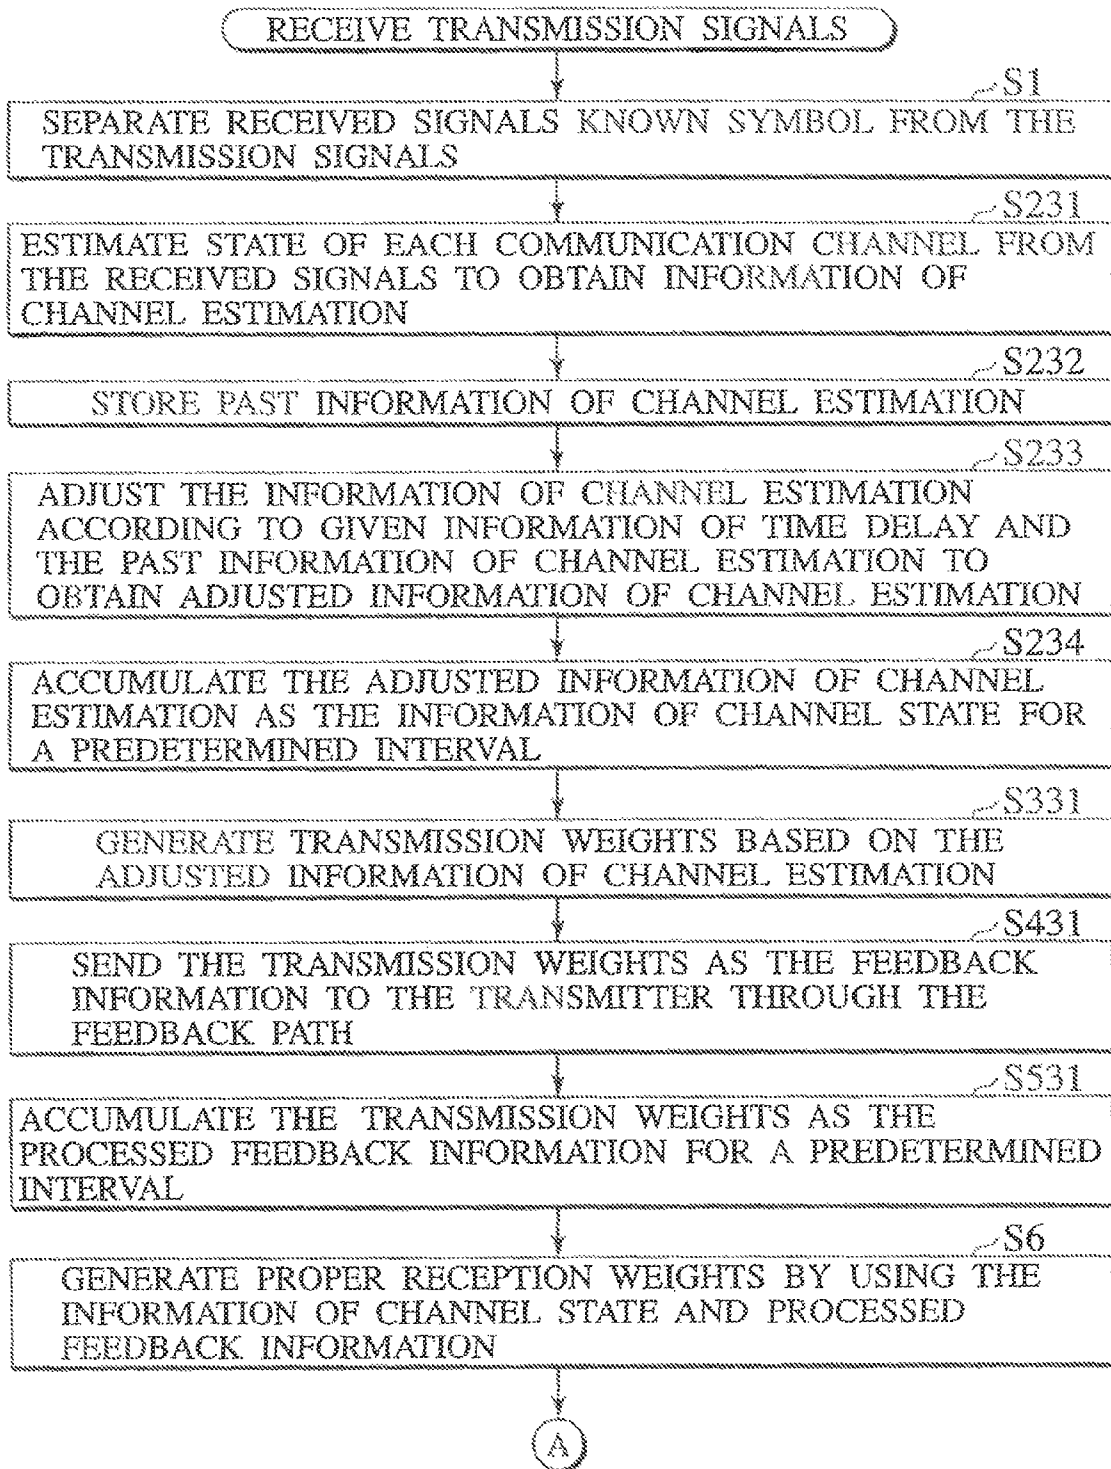 RECEIVE TRANSMISSION SIGNALS
S1
SEPARATE RECEIVED SIGNALS KNOWN SYMBOL FROM THE
TRANSMISSION SIGNALS
S231
ESTIMATE STATE OF EACH COMMUNICATION CHANNEL FROM
THE RECEIVED SIGNALS TO OBTAIN INFORMATION OF
CHANNEL ESTIMATION
S232
STORE PAST INFORMATION OF CHANNEL ESTIMATION
S233
ADJUST THE INFORMATION OF CHANNEL ESTIMATION
ACCORDING TO GIVEN INFORMATION OF TIME DELAY AND
THE PAST INFORMATION OF CHANNEL ESTIMATION TO
OBTAIN ADJUSTED INFORMATION OF CHANNEL ESTIMATION
S234
ACCUMULATE THE ADJUSTED INFORMATION OF CHANNEL
ESTIMATION AS THE INFORMATION OF CHANNEL STATE FOR
A PREDETERMINED INTERVAL
S331
GENERATE TRANSMISSION WEIGHTS BASED ON THE
ADJUSTED INFORMATION OF CHANNEL ESTIMATION
S431
SEND THE TRANSMISSION WEIGHTS AS THE FEEDBACK
INFORMATION TO THE TRANSMITTER THROUGH THE
FEEDBACK PATH
S531
ACCUMULATE THE TRANSMISSION WEIGHTS AS THE
PROCESSED FEEDBACK INFORMATION FOR A PREDETERMINED
INTERVAL
S6
GENERATE PROPER RECEPTION WEIGHTS BY USING THE
INFORMATION OF CHANNEL STATE AND PROCESSED
FEEDBACK INFORMATION
A